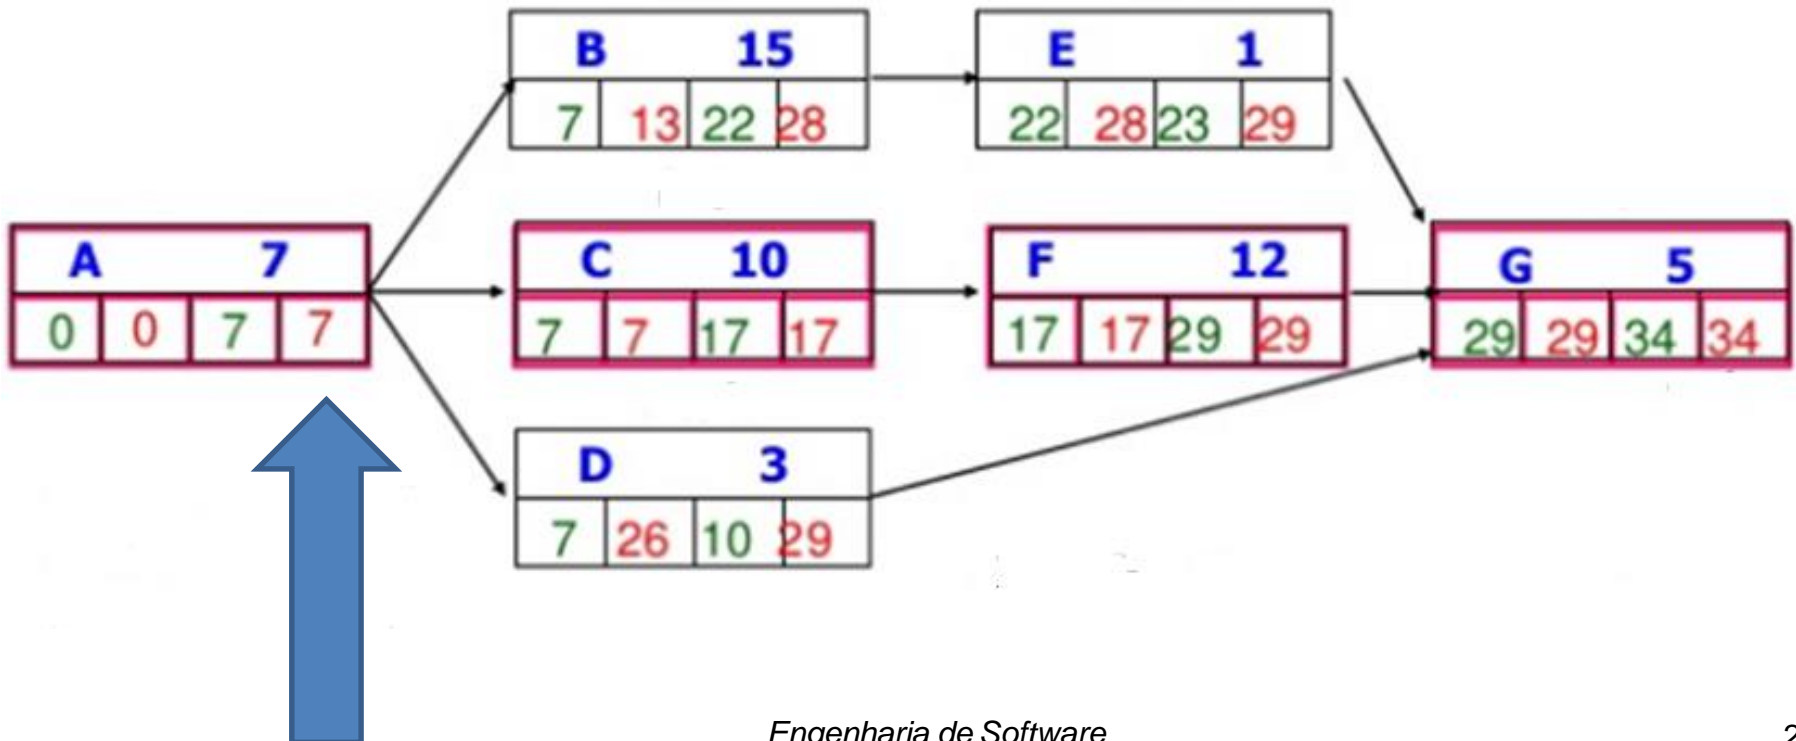 B 15
7 13 22 28
E 1
22 28 23 29
A 7
0 0 7 7
C 10
7 7 17 17
F 12
17 17 29 29
G 5
29 29 34 34
D 3
7 26 10 29
Engenharia de Software
2